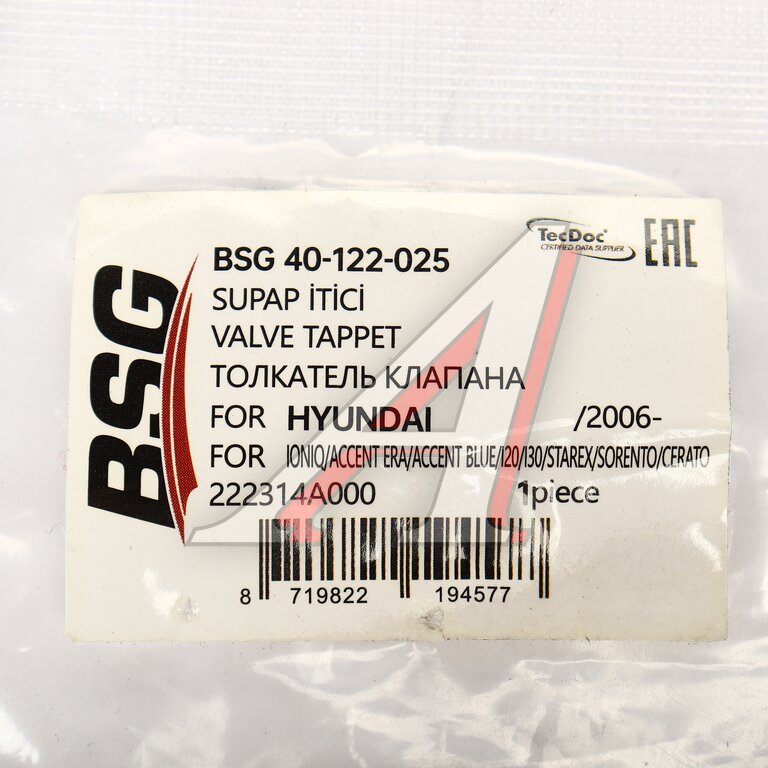 TecDoc®
CERTIFIED DATA SUPPLIER
EAC
BSG
BSG 40-122-025
SUPAP İTİCİ
VALVE TAPPET
ТОЛКАТЕЛЬ КЛАПАНА
FOR HYUNDAI /2006-
FOR IONIQ/ACCENT ERA/ACCENT BLUE/I20/I30/STAREX/SORENTO/CERATO
222314A000 1piece
8 719822 194577